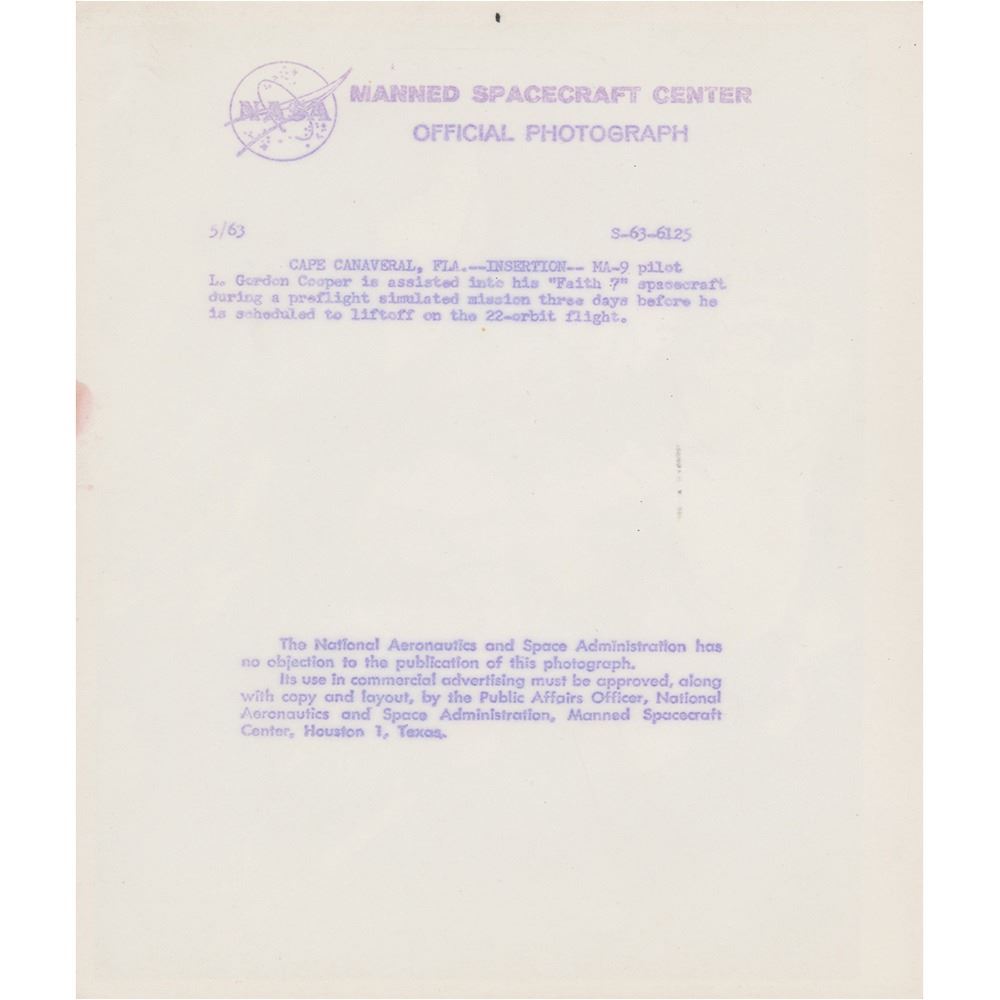 NASA
MANNED SPACECRAFT CENTER
OFFICIAL PHOTOGRAPH
5/63 S-63-6125
CAPE CANAVERAL, FLA.--INSERTION-- MA-9 pilot
L. Gordon Cooper is assisted into his "Faith 7" spacecraft
during a preflight simulated mission three days before he
is scheduled to liftoff on the 22-orbit flight.
The National Aeronautics and Space Administration has
no objection to the publication of this photograph.
Its use in commercial advertising must be approved, along
with copy and layout, by the Public Affairs Officer, National
Aeronautics and Space Administration, Manned Spacecraft
Center, Houston 1, Texas.